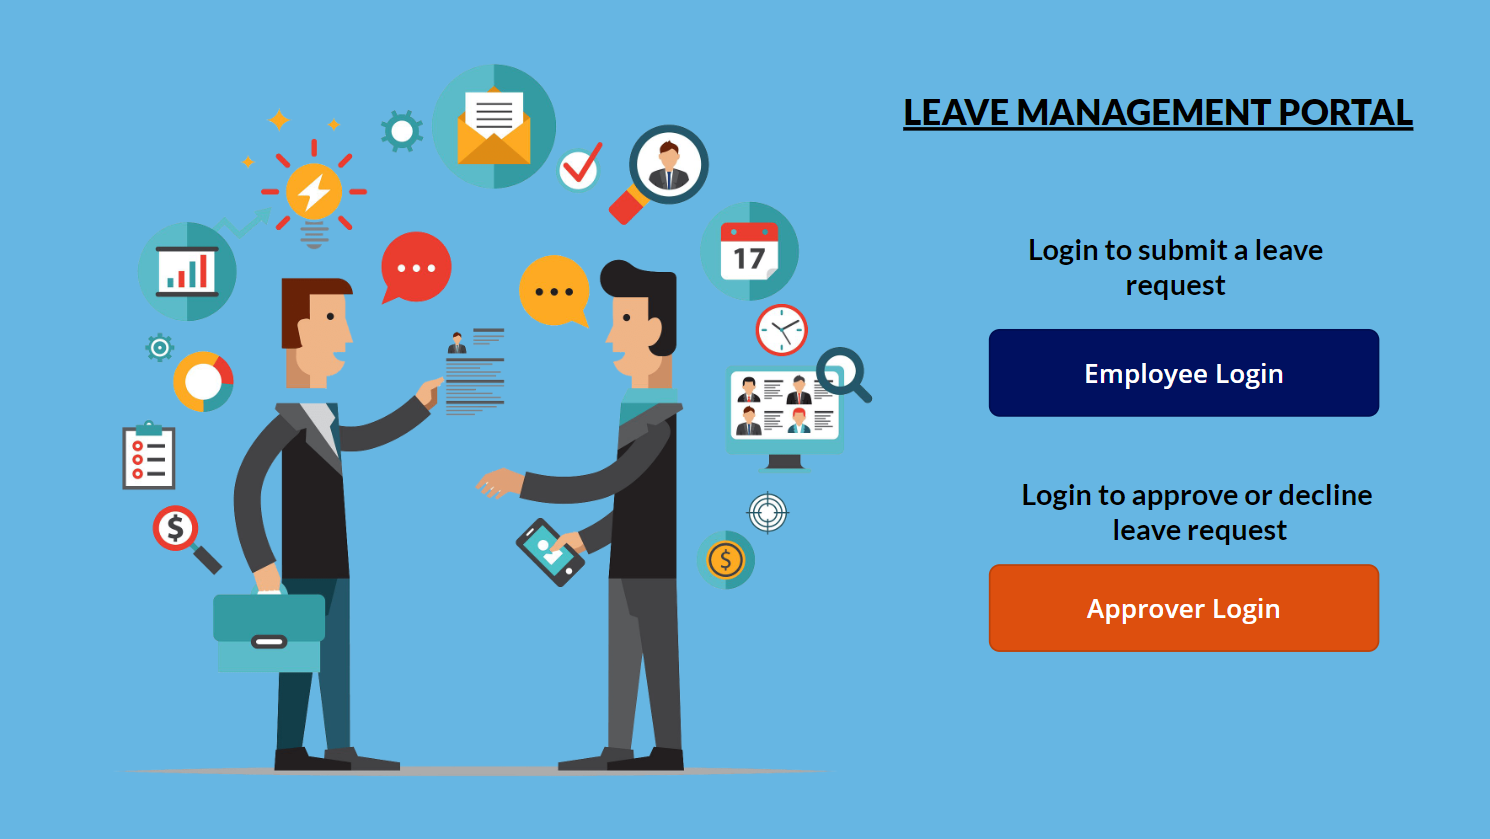 LEAVE MANAGEMENT PORTAL
17
Login to submit a leave
request
Employee Login
$
Login to approve or decline
leave request
$
Approver Login